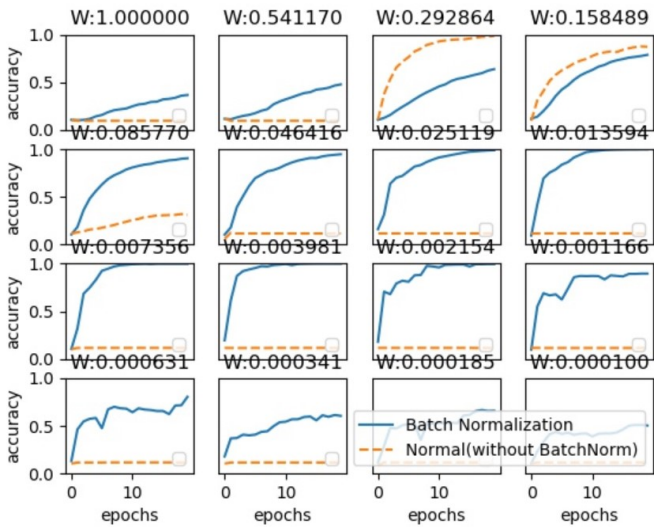 W:1.000000 W:0.541170 W:0.292864 W:0.158489
1.0
accuracy
0.5
0.0
W:0.085770 W:0.046416 W:0.025119 W:0.013594
1.0
accuracy
0.5
0.0
W:0.007356 W:0.003981 W:0.002154 W:0.001166
1.0
accuracy
0.5
0.0
W:0.000631 W:0.000341 W:0.000185 W:0.000100
1.0
accuracy
0.5
0.0
Batch Normalization
Normal(without BatchNorm)
0 10 0 10 0 10 0 10
epochs epochs epochs epochs